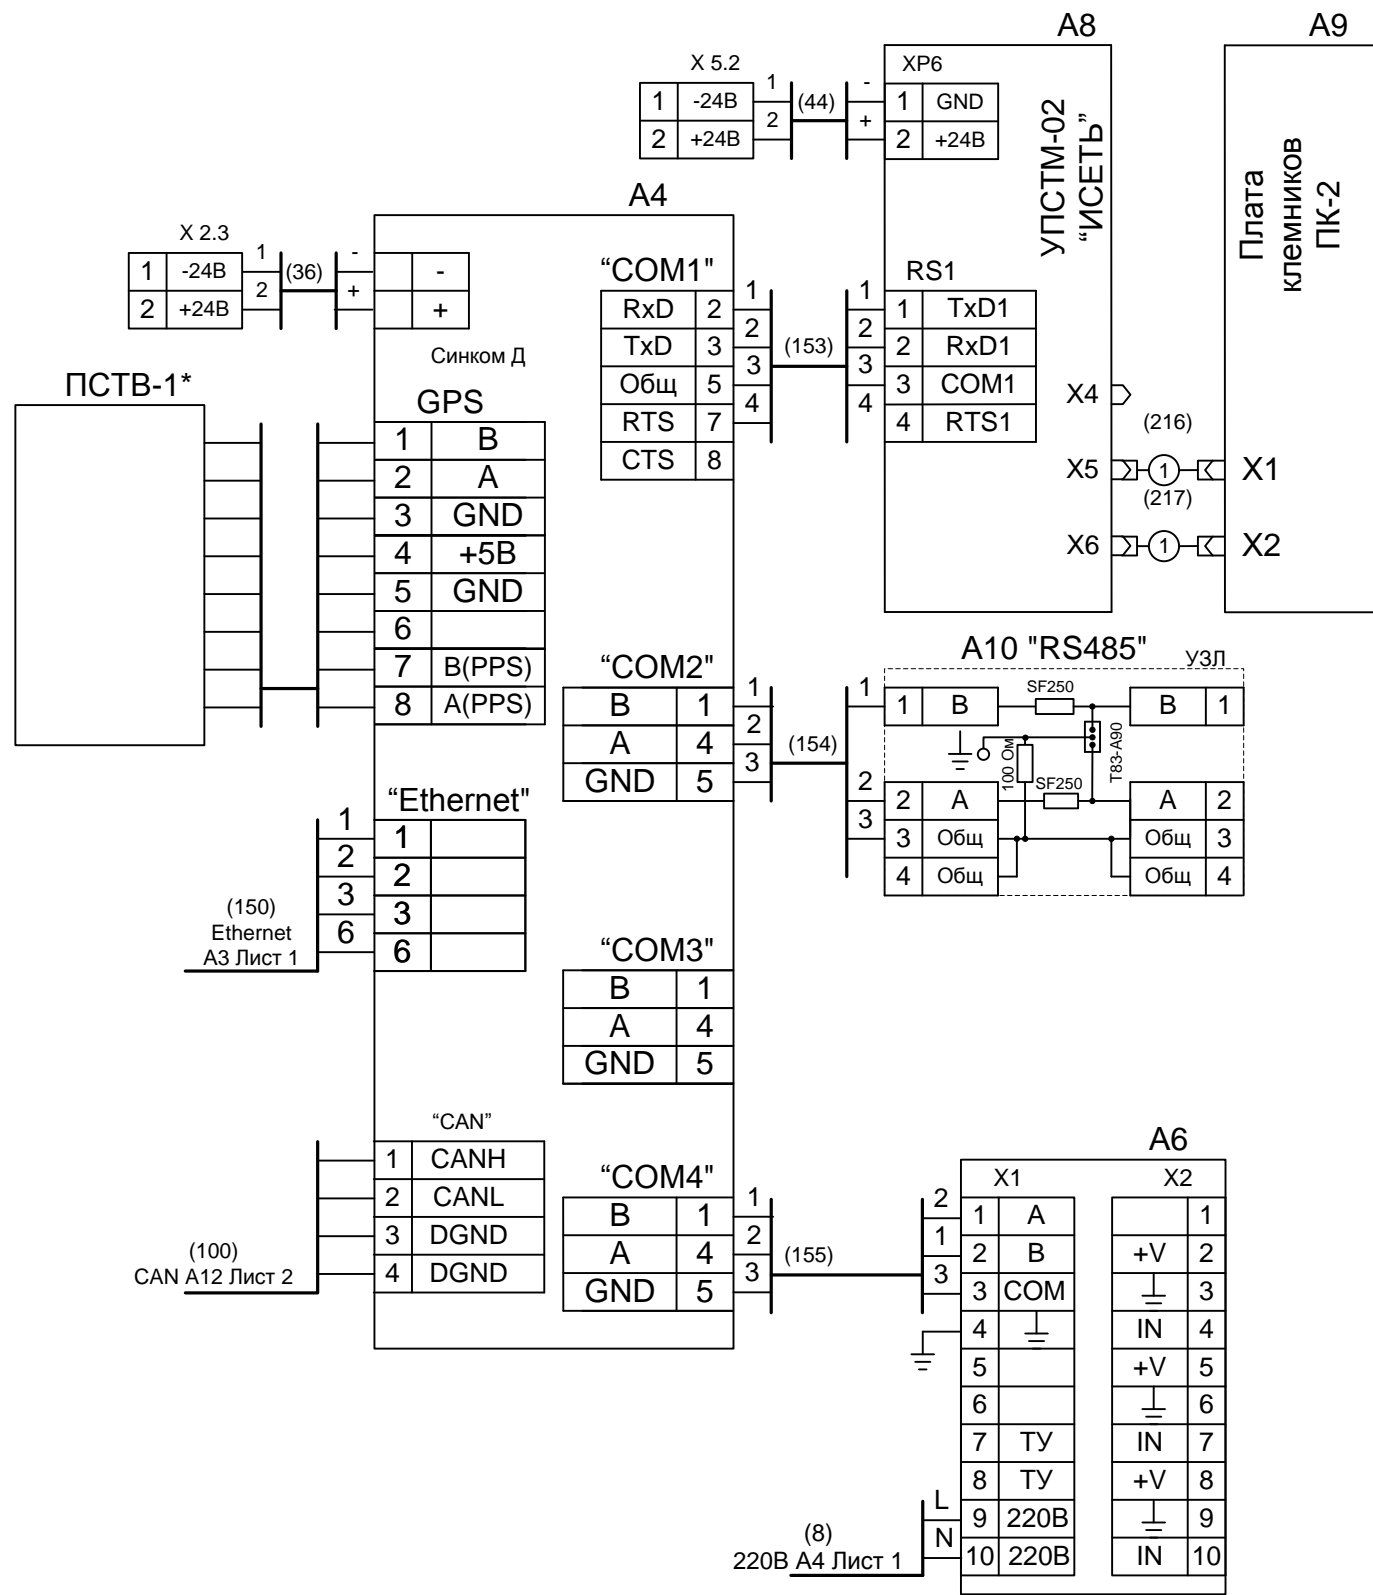 A8
A9
X 5.2
1
2
(44)
-
+
XP6
1 -24В
2 +24В
1 GND
2 +24В
УПСТМ-02
“ИСЕТЬ”
Плата
клемников
ПК-2
A4
X 2.3
1
2
(36)
-
+
1 -24В
2 +24В
-
+
Синком Д
“COM1"
RxD 2
TxD 3
Общ 5
RTS 7
CTS 8
1
2
3
4
(153)
1
2
3
4
RS1
1 TxD1
2 RxD1
3 COM1
4 RTS1
X4
(216)
X5
1
X1
(217)
X6
1
X2
ПСТВ-1*
GPS
1 B
2 A
3 GND
4 +5В
5 GND
6
7 B(PPS)
8 A(PPS)
“COM2"
B 1
A 4
GND 5
1
2
3
(154)
1
2
3
A10 "RS485"
УЗЛ
1 B
SF250
B 1
100 Ом
T83-A90
2 A
SF250
A 2
3 Общ
Общ 3
4 Общ
Общ 4
“Ethernet"
1
2
3
6
1
2
3
6
(150)
Ethernet
A3 Лист 1
“COM3"
B 1
A 4
GND 5
“CAN”
1 CANH
2 CANL
3 DGND
4 DGND
(100)
CAN A12 Лист 2
“COM4"
B 1
A 4
GND 5
1
2
3
(155)
2
1
3
A6
X1
X2
1 A
1
2 B
+V 2
3 COM
3
4
IN 4
5
+V 5
6
6
7 ТУ
IN 7
8 ТУ
+V 8
9 220В
9
10 220В
IN 10
L
N
(8)
220В А4 Лист 1